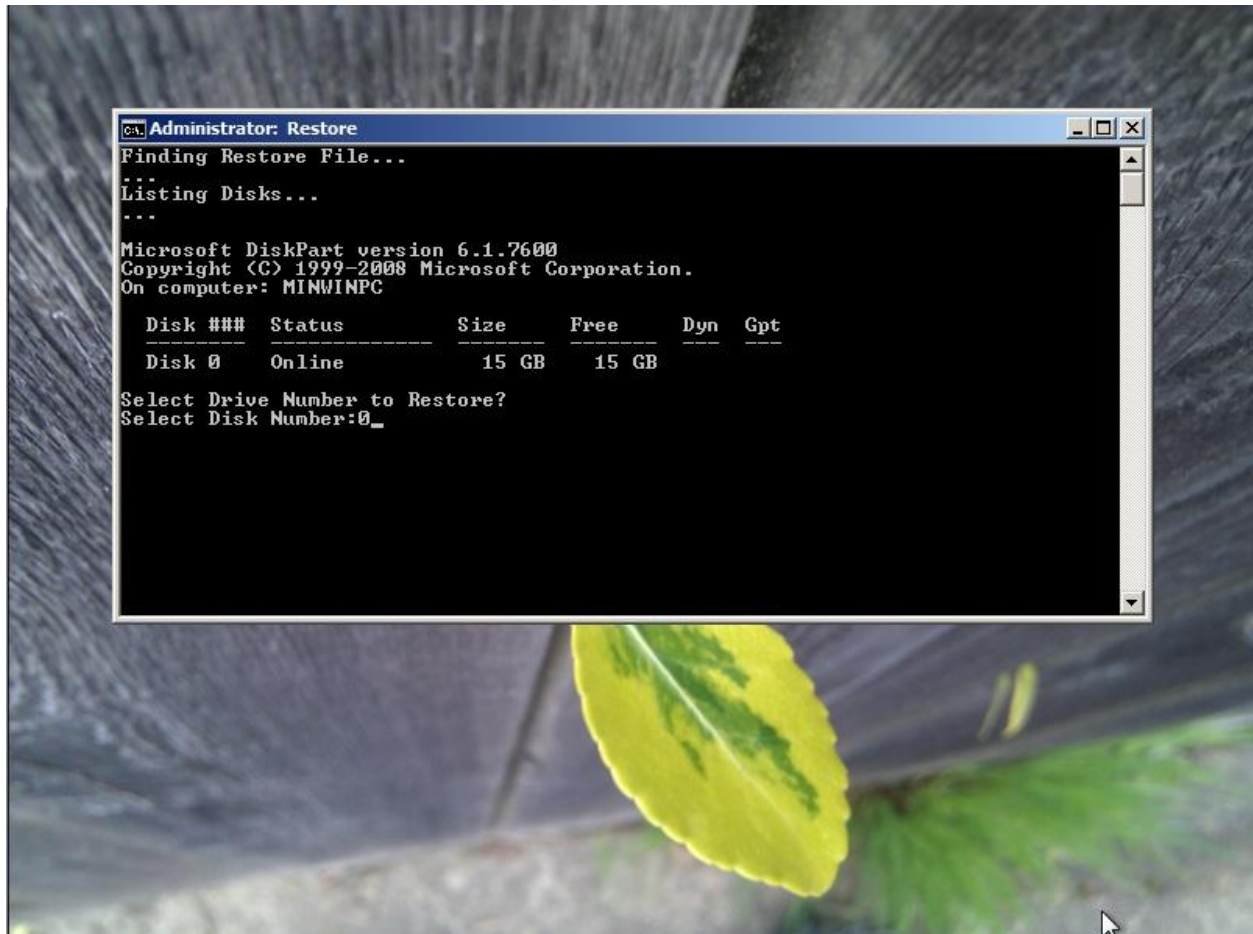 Administrator: Restore
Finding Restore File...
...
Listing Disks...
...
Microsoft DiskPart version 6.1.7600
Copyright (C) 1999-2008 Microsoft Corporation.
On computer: MINWINPC
Disk ### Status Size Free Dyn Gpt
-------- ------------- ------- ------- --- ---
Disk 0 Online 15 GB 15 GB
Select Drive Number to Restore?
Select Disk Number:0_